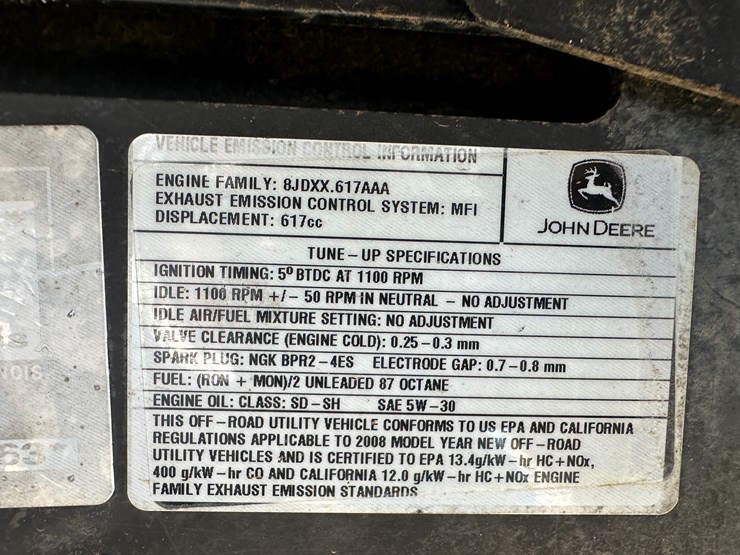 VEHICLE EMISSION CONTROL INFORMATION
ENGINE FAMILY: 8JDXX.617AAA
EXHAUST EMISSION CONTROL SYSTEM: MFI
DISPLACEMENT: 617cc
JOHN DEERE
TUNE-UP SPECIFICATIONS
IGNITION TIMING: 5º BTDC AT 1100 RPM
IDLE: 1100 RPM +/- 50 RPM IN NEUTRAL - NO ADJUSTMENT
IDLE AIR/FUEL MIXTURE SETTING: NO ADJUSTMENT
VALVE CLEARANCE (ENGINE COLD): 0.25-0.3 mm
SPARK PLUG: NGK BPR2-4ES ELECTRODE GAP: 0.7-0.8 mm
FUEL: (RON + MON)/2 UNLEADED 87 OCTANE
ENGINE OIL: CLASS: SD-SH SAE 5W-30
THIS OFF-ROAD UTILITY VEHICLE CONFORMS TO US EPA AND CALIFORNIA
REGULATIONS APPLICABLE TO 2008 MODEL YEAR NEW OFF-ROAD
UTILITY VEHICLES AND IS CERTIFIED TO EPA 13.4g/kW-hr HC+NOx,
400 g/kW-hr CO AND CALIFORNIA 12.0 g/kW-hr HC+NOx ENGINE
FAMILY EXHAUST EMISSION STANDARDS
63